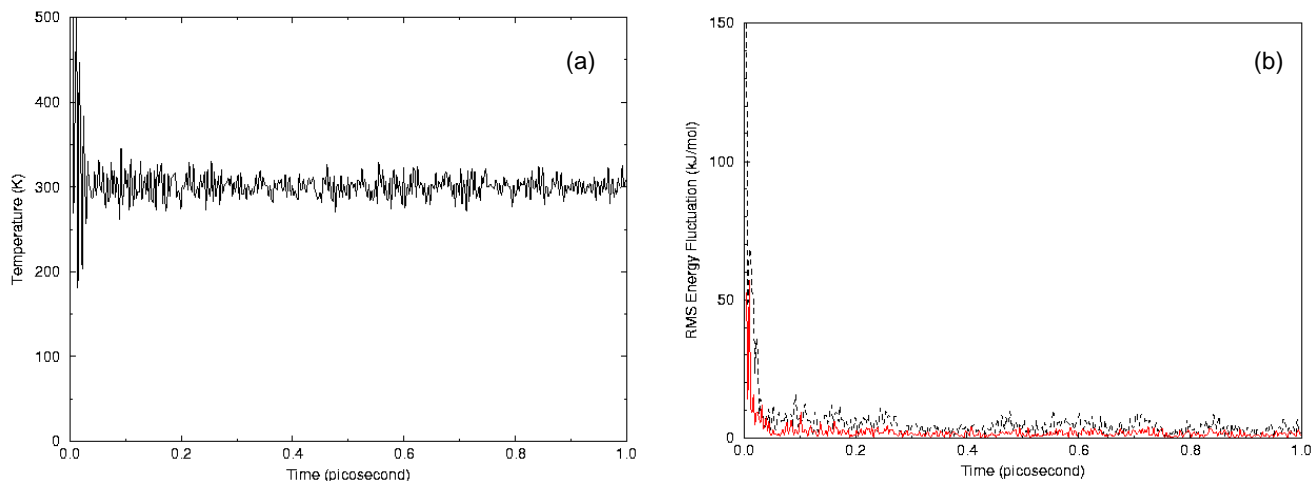 500
400
300
200
100
0
0.0 0.2 0.4 0.6 0.8 1.0
Temperature (K)
Time (picosecond)
(a)
150
100
50
0
0.0 0.2 0.4 0.6 0.8 1.0
RMS Energy Fluctuation (kJ/mol)
Time (picosecond)
(b)